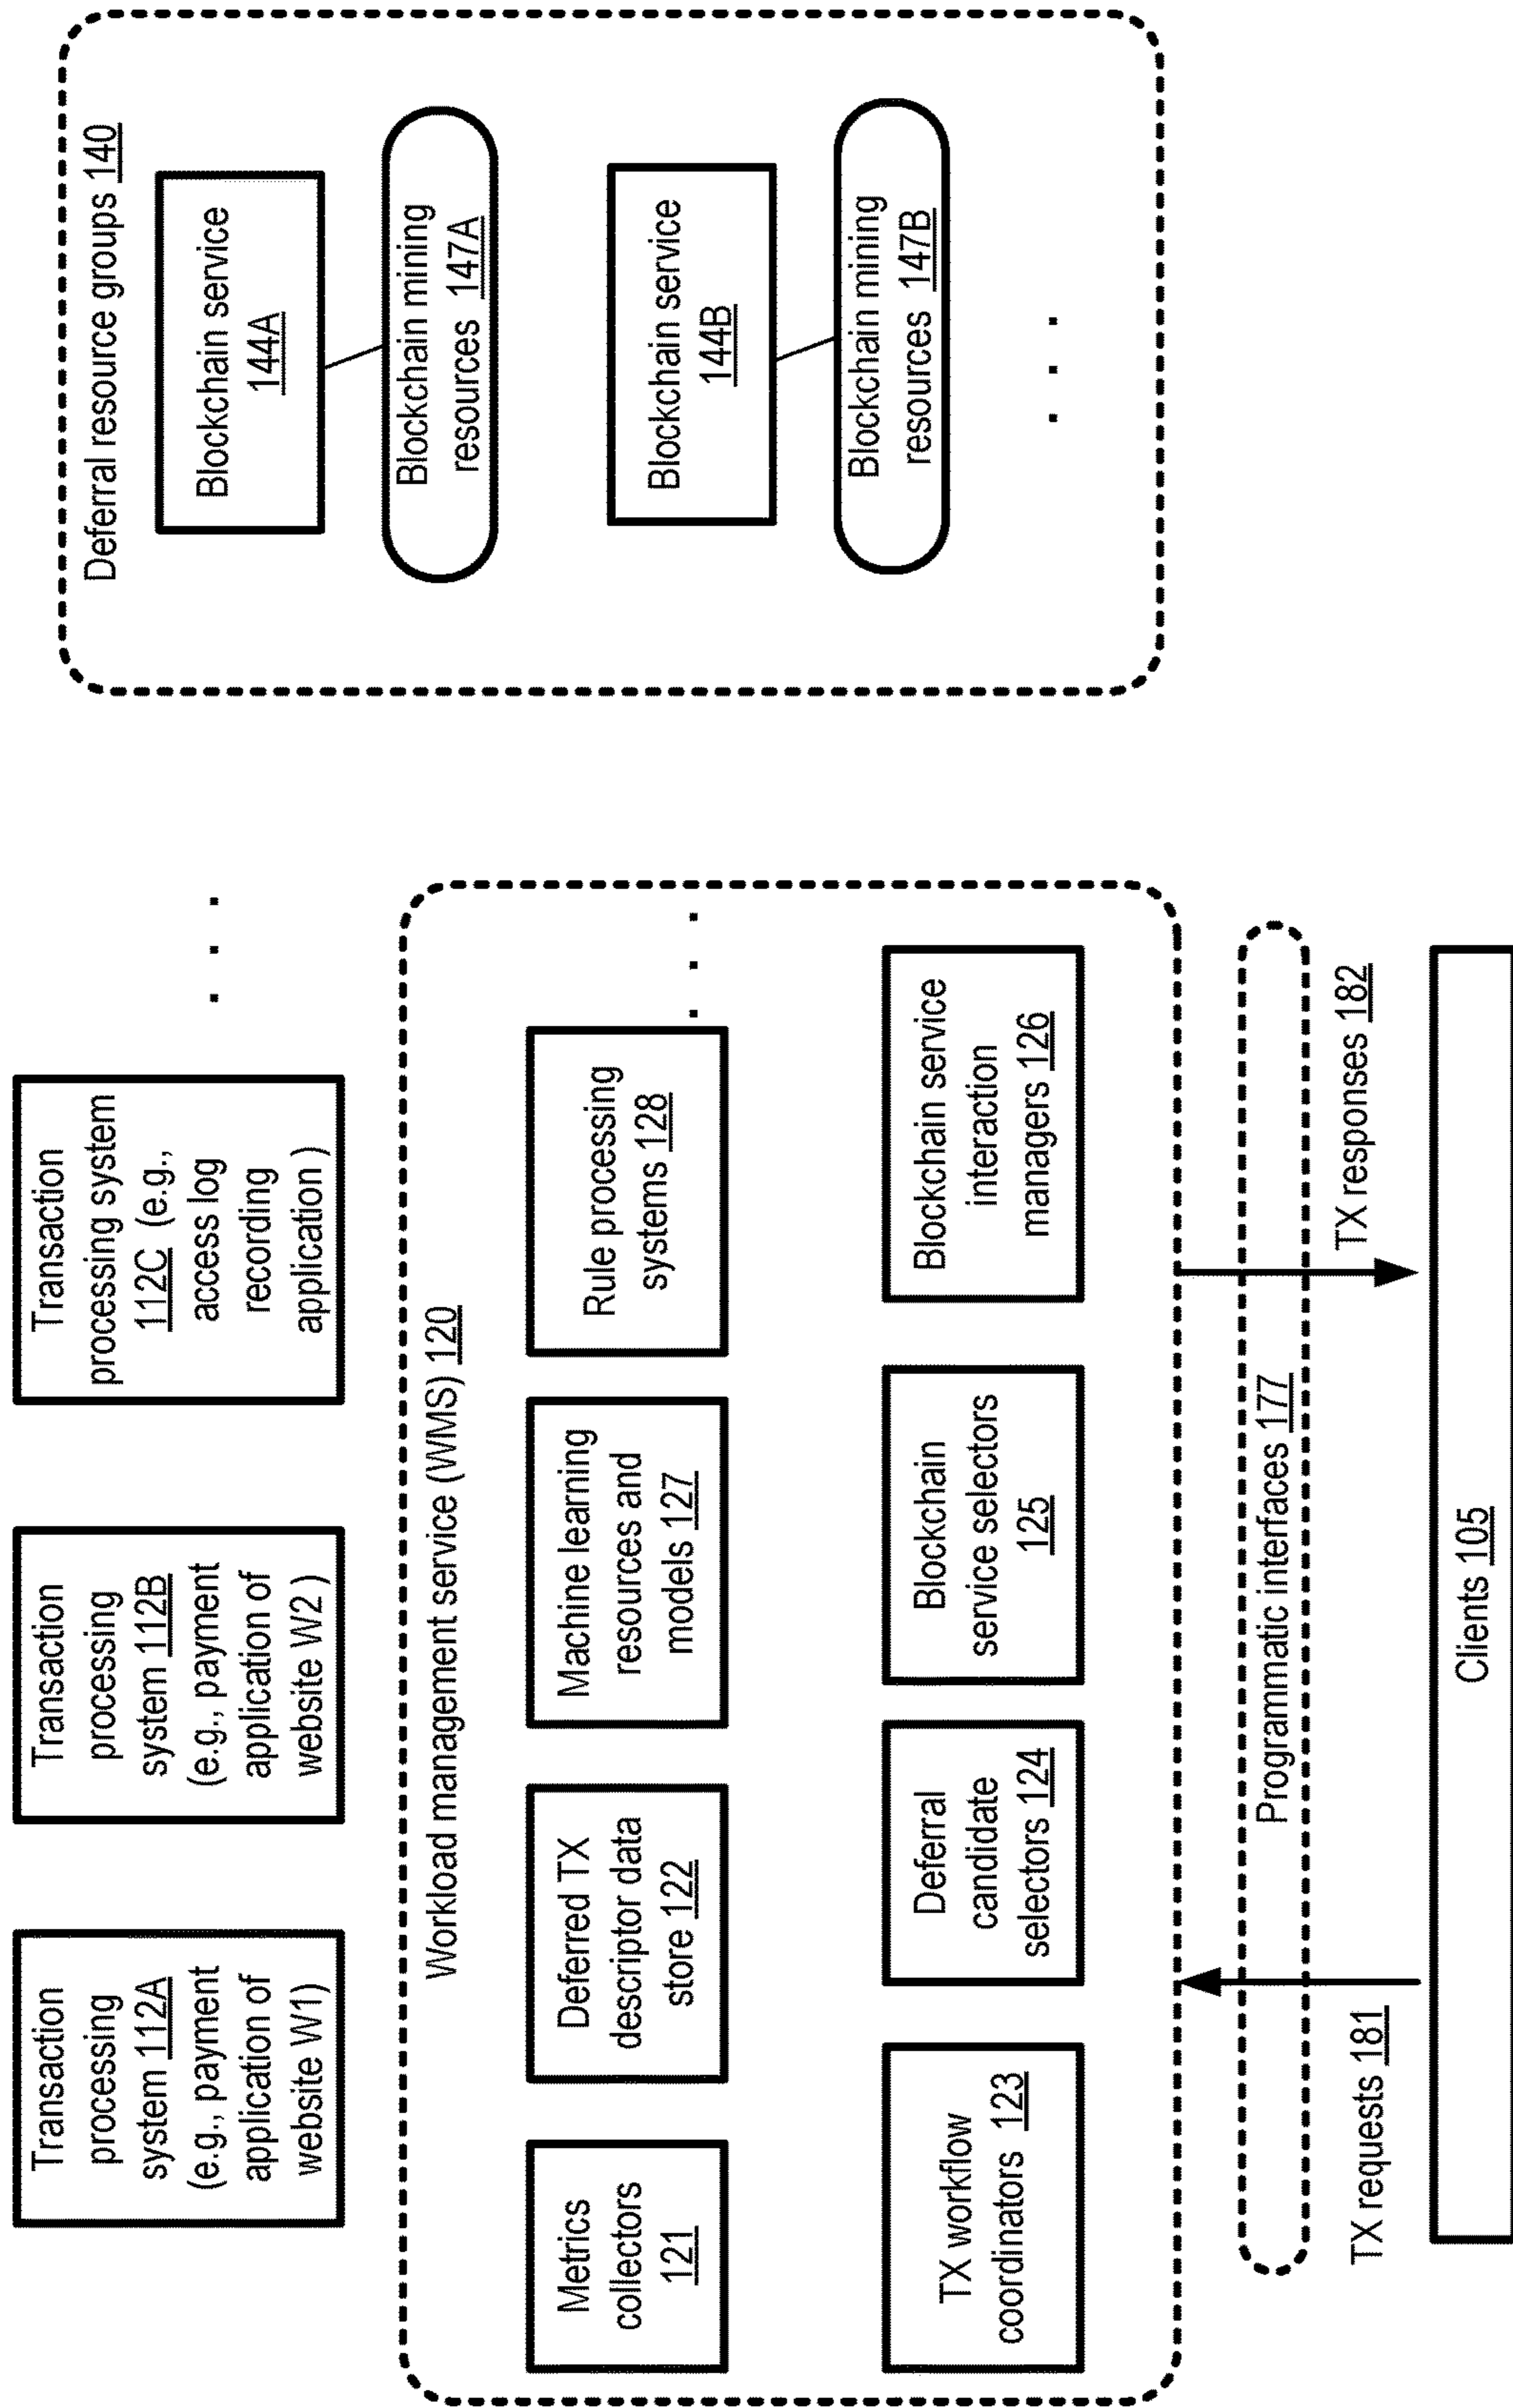 Transaction
processing
system 112A
(e.g., payment
application of
website W1)
Transaction
processing
system 112B
(e.g., payment
application of
website W2 )
Transaction
processing system
112C (e.g.,
access log
recording
application )
. . .
Deferral resource groups 140
Blockchain service
144A
Blockchain mining
resources 147A
Blockchain service
144B
Blockchain mining
resources 147B
. . .
Workload management service (WMS) 120
Metrics
collectors
121
Deferred TX
descriptor data
store 122
Machine learning
resources and
models 127
Rule processing
systems 128
. . .
TX workflow
coordinators 123
Deferral
candidate
selectors 124
Blockchain
service selectors
125
Blockchain service
interaction
managers 126
Programmatic interfaces 177
TX requests 181
TX responses 182
Clients 105